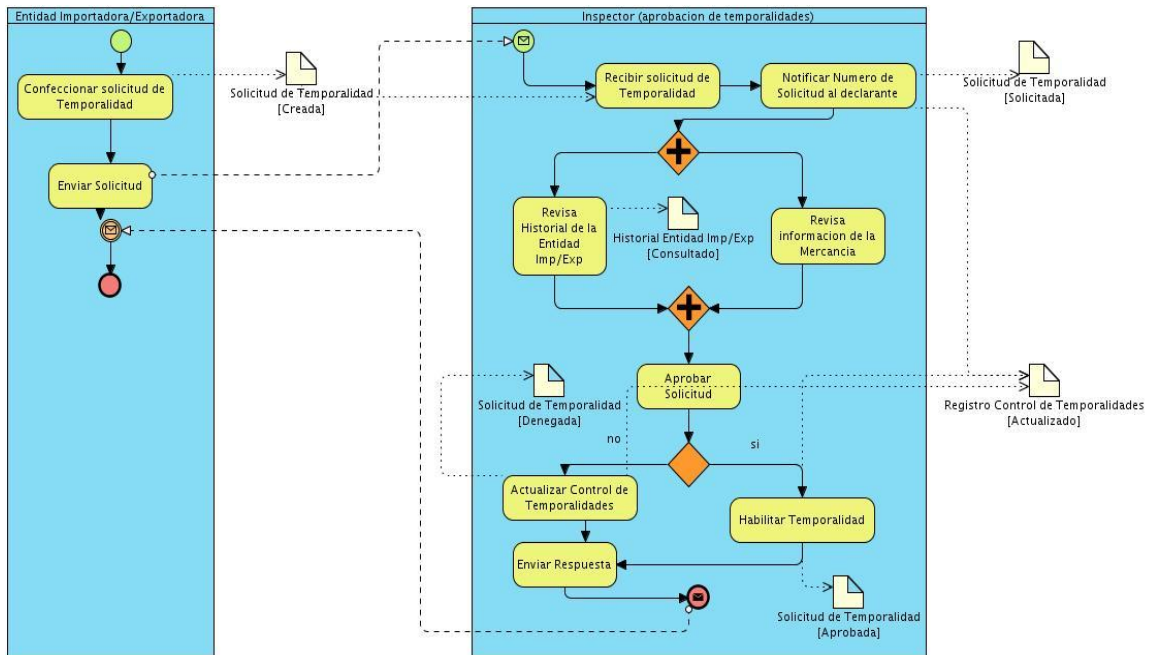 Entidad Importadora/Exportadora
Confeccionar solicitud de
Temporalidad
Solicitud de Temporalidad
[Creada]
Enviar Solicitud
Inspector (aprobacion de temporalidades)
Recibir solicitud de
Temporalidad
Notificar Numero de
Solicitud al declarante
Solicitud de Temporalidad
[Solicitada]
Revisa
Historial de la
Entidad
Imp/Exp
Historial Entidad Imp/Exp
[Consultado]
Revisa
informacion de la
Mercancia
Aprobar
Solicitud
Solicitud de Temporalidad
[Denegada]
Registro Control de Temporalidades
[Actualizado]
no
si
Actualizar Control de
Temporalidades
Habilitar Temporalidad
Enviar Respuesta
Solicitud de Temporalidad
[Aprobada]